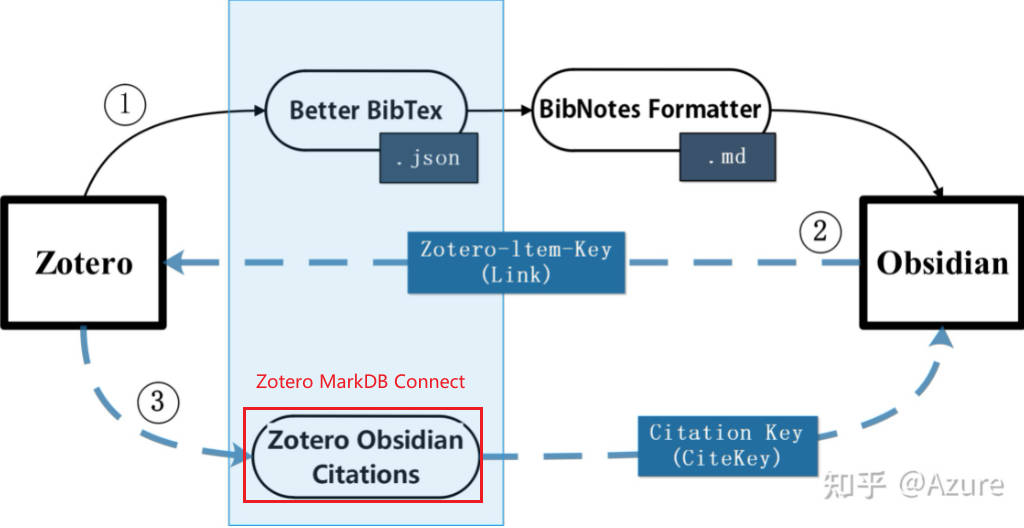 ①
Better BibTex
.json
BibNotes Formatter
.md
Zotero
Zotero-ltem-Key
(Link)
②
Obsidian
Zotero MarkDB Connect
③
Zotero Obsidian
Citations
Citation Key
(CiteKey)
知乎 @Azure